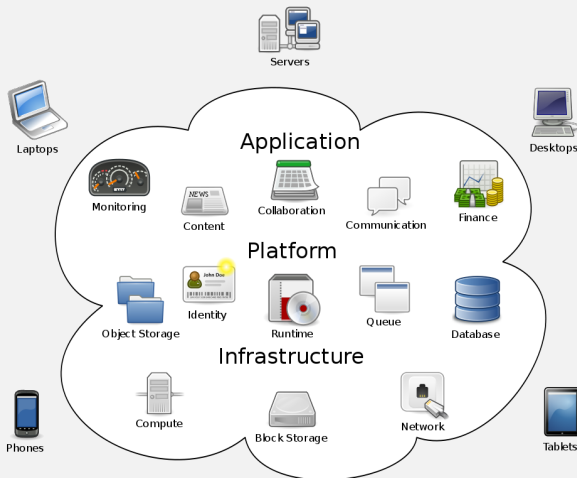 Servers
Laptops
Desktops
Application
Monitoring
NEWS
Content
Collaboration
Communication
Finance
Platform
Object Storage
John Doe
Identity
Runtime
Queue
Database
Infrastructure
Compute
Block Storage
Network
Phones
Tablets